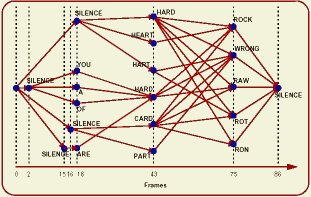 SILENCE
HARD
ROCK
HEART
WRONG
YOU
HART
SILENCE
A
HARD
RAW
SILENCE
OF
SILENCE
CARD
ROT
SILENCE
ARE
PART
RON
0 2 15 16 18 43 75 86
Frames